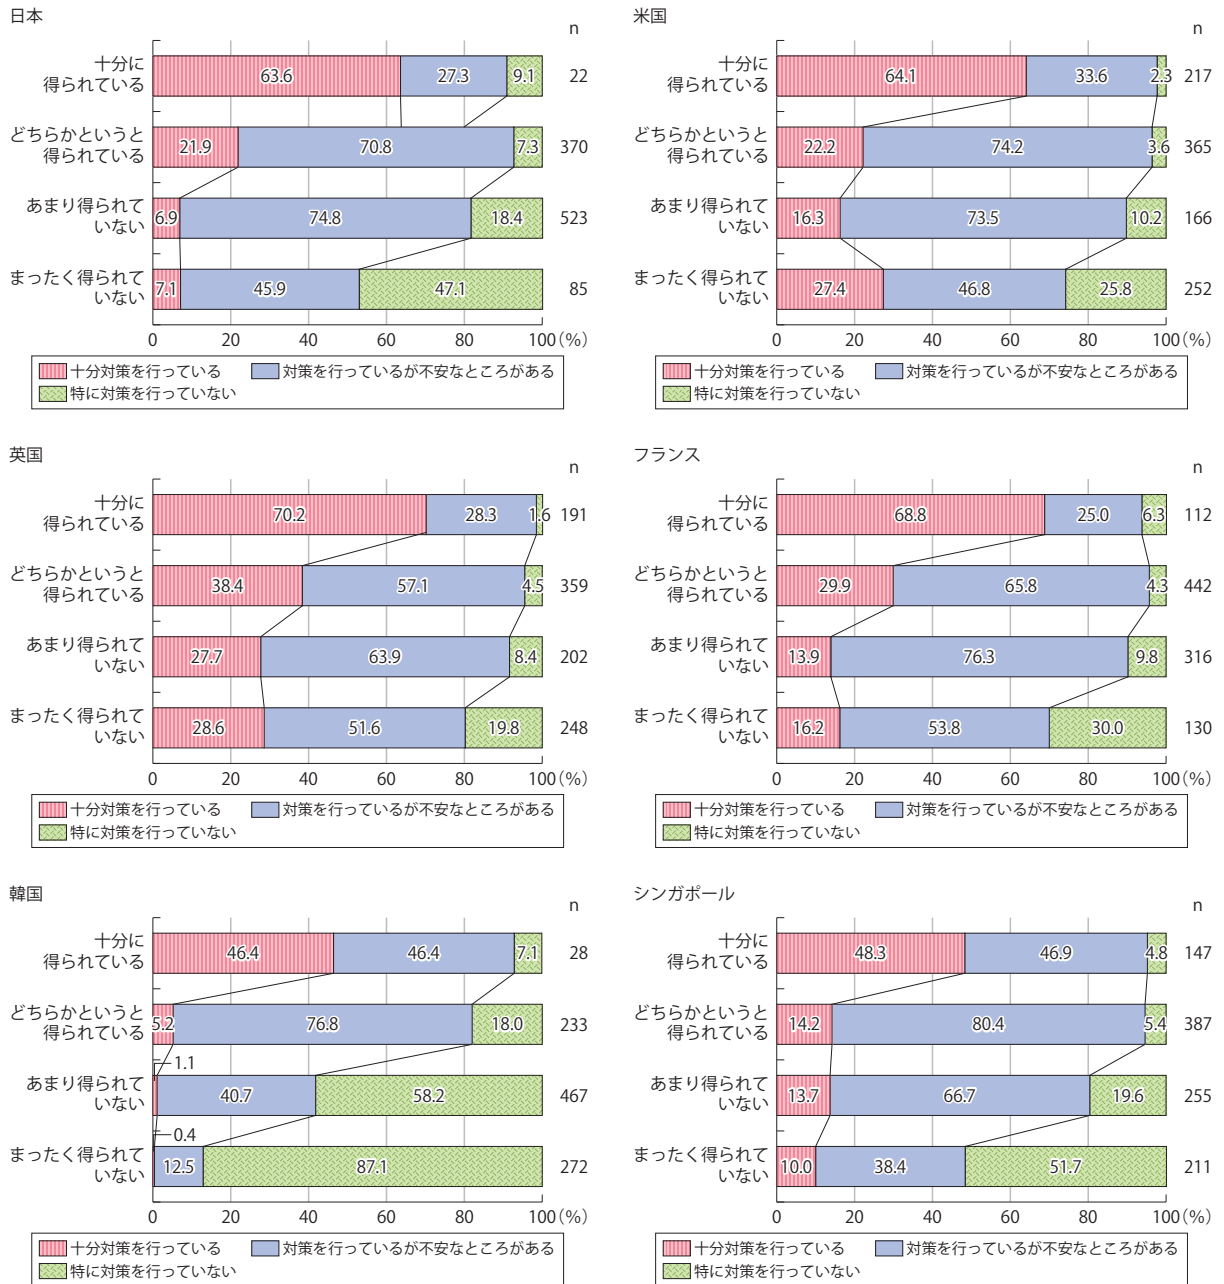 日本
n
十分に
得られている
63.6 27.3 9.1 22
どちらかというと
得られている
21.9 70.8 7.3 370
あまり得られて
いない
6.9 74.8 18.4 523
まったく得られて
いない
7.1 45.9 47.1 85
0 20 40 60 80 100(%)
十分対策を行っている 対策を行っているが不安なところがある
特に対策を行っていない
米国
n
十分に
得られている
64.1 33.6 2.3 217
どちらかというと
得られている
22.2 74.2 3.6 365
あまり得られて
いない
16.3 73.5 10.2 166
まったく得られて
いない
27.4 46.8 25.8 252
0 20 40 60 80 100(%)
十分対策を行っている 対策を行っているが不安なところがある
特に対策を行っていない
英国
n
十分に
得られている
70.2 28.3 1.6 191
どちらかというと
得られている
38.4 57.1 4.5 359
あまり得られて
いない
27.7 63.9 8.4 202
まったく得られて
いない
28.6 51.6 19.8 248
0 20 40 60 80 100(%)
十分対策を行っている 対策を行っているが不安なところがある
特に対策を行っていない
フランス
n
十分に
得られている
68.8 25.0 6.3 112
どちらかというと
得られている
29.9 65.8 4.3 442
あまり得られて
いない
13.9 76.3 9.8 316
まったく得られて
いない
16.2 53.8 30.0 130
0 20 40 60 80 100(%)
十分対策を行っている 対策を行っているが不安なところがある
特に対策を行っていない
韓国
n
十分に
得られている
46.4 46.4 7.1 28
どちらかというと
得られている
5.2 76.8 18.0 233
あまり得られて
いない
1.1 40.7 58.2 467
まったく得られて
いない
0.4 12.5 87.1 272
0 20 40 60 80 100(%)
十分対策を行っている 対策を行っているが不安なところがある
特に対策を行っていない
シンガポール
n
十分に
得られている
48.3 46.9 4.8 147
どちらかというと
得られている
14.2 80.4 5.4 387
あまり得られて
いない
13.7 66.7 19.6 255
まったく得られて
いない
10.0 38.4 51.7 211
0 20 40 60 80 100(%)
十分対策を行っている 対策を行っているが不安なところがある
特に対策を行っていない